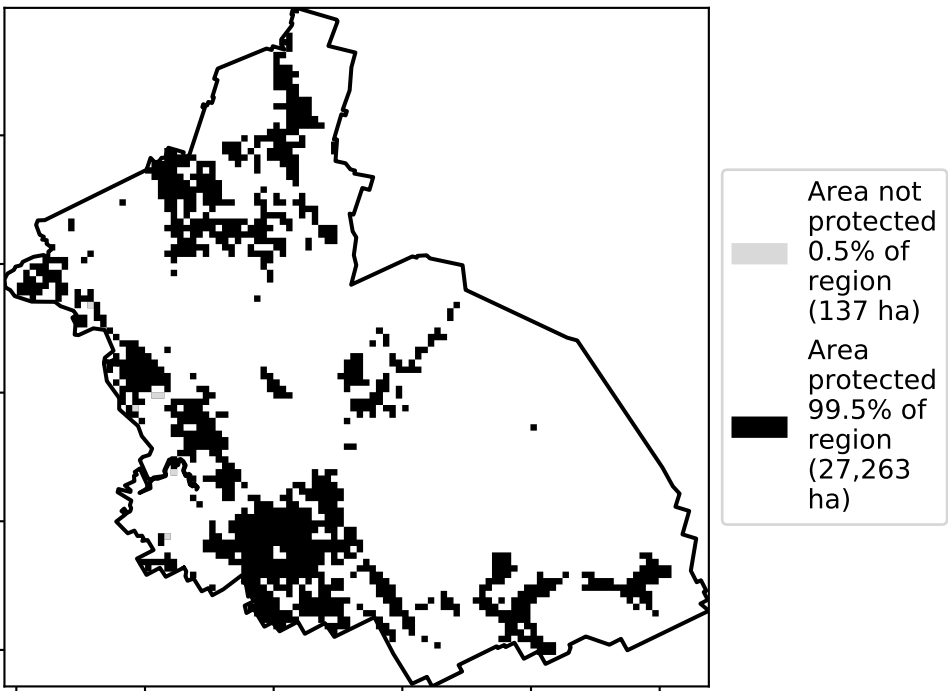 Area not
protected
0.5% of
region
(137 ha)
Area
protected
99.5% of
region
(27,263
ha)